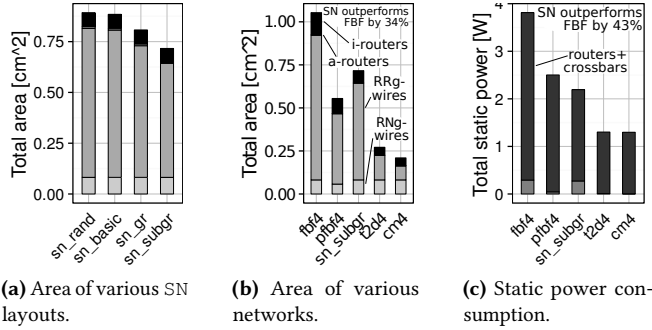 Total area [cm^2]
0.75
0.25
0.00
sn_rand
sn_basic
sn_gr
sn_subgr
(a) Area of various SN
layouts.
Total area [cm^2]
1.00
0.75
0.50
0.25
0.00
SN outperforms
FBF by 34%
i-routers
a-routers
RRg-
wires
RNg-
wires
fbf4
pfbf4
sn_subgr
t2d4
cm4
(b) Area of various
networks.
Total static power [W]
4
3
2
1
0
SN outperforms
FBF by 43%
routers+
crossbars
fbf4
pfbf4
sn_subgr
t2d4
cm4
(c) Static power con-
sumption.